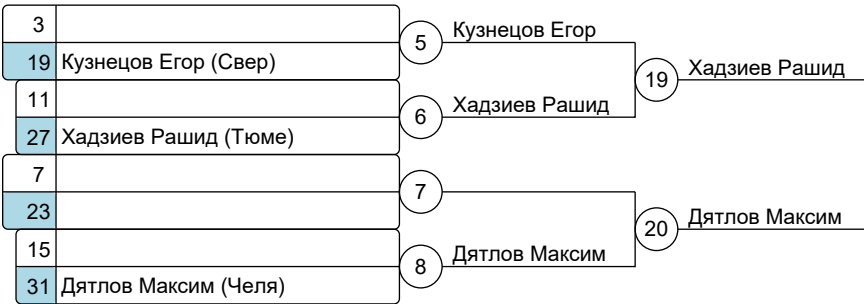 3
5 Кузнецов Егор
19 Кузнецов Егор (Свер)
19 Хадзиев Рашид
11
6 Хадзиев Рашид
27 Хадзиев Рашид (Тюме)
7
7
23
20 Дятлов Максим
15
8 Дятлов Максим
31 Дятлов Максим (Челя)